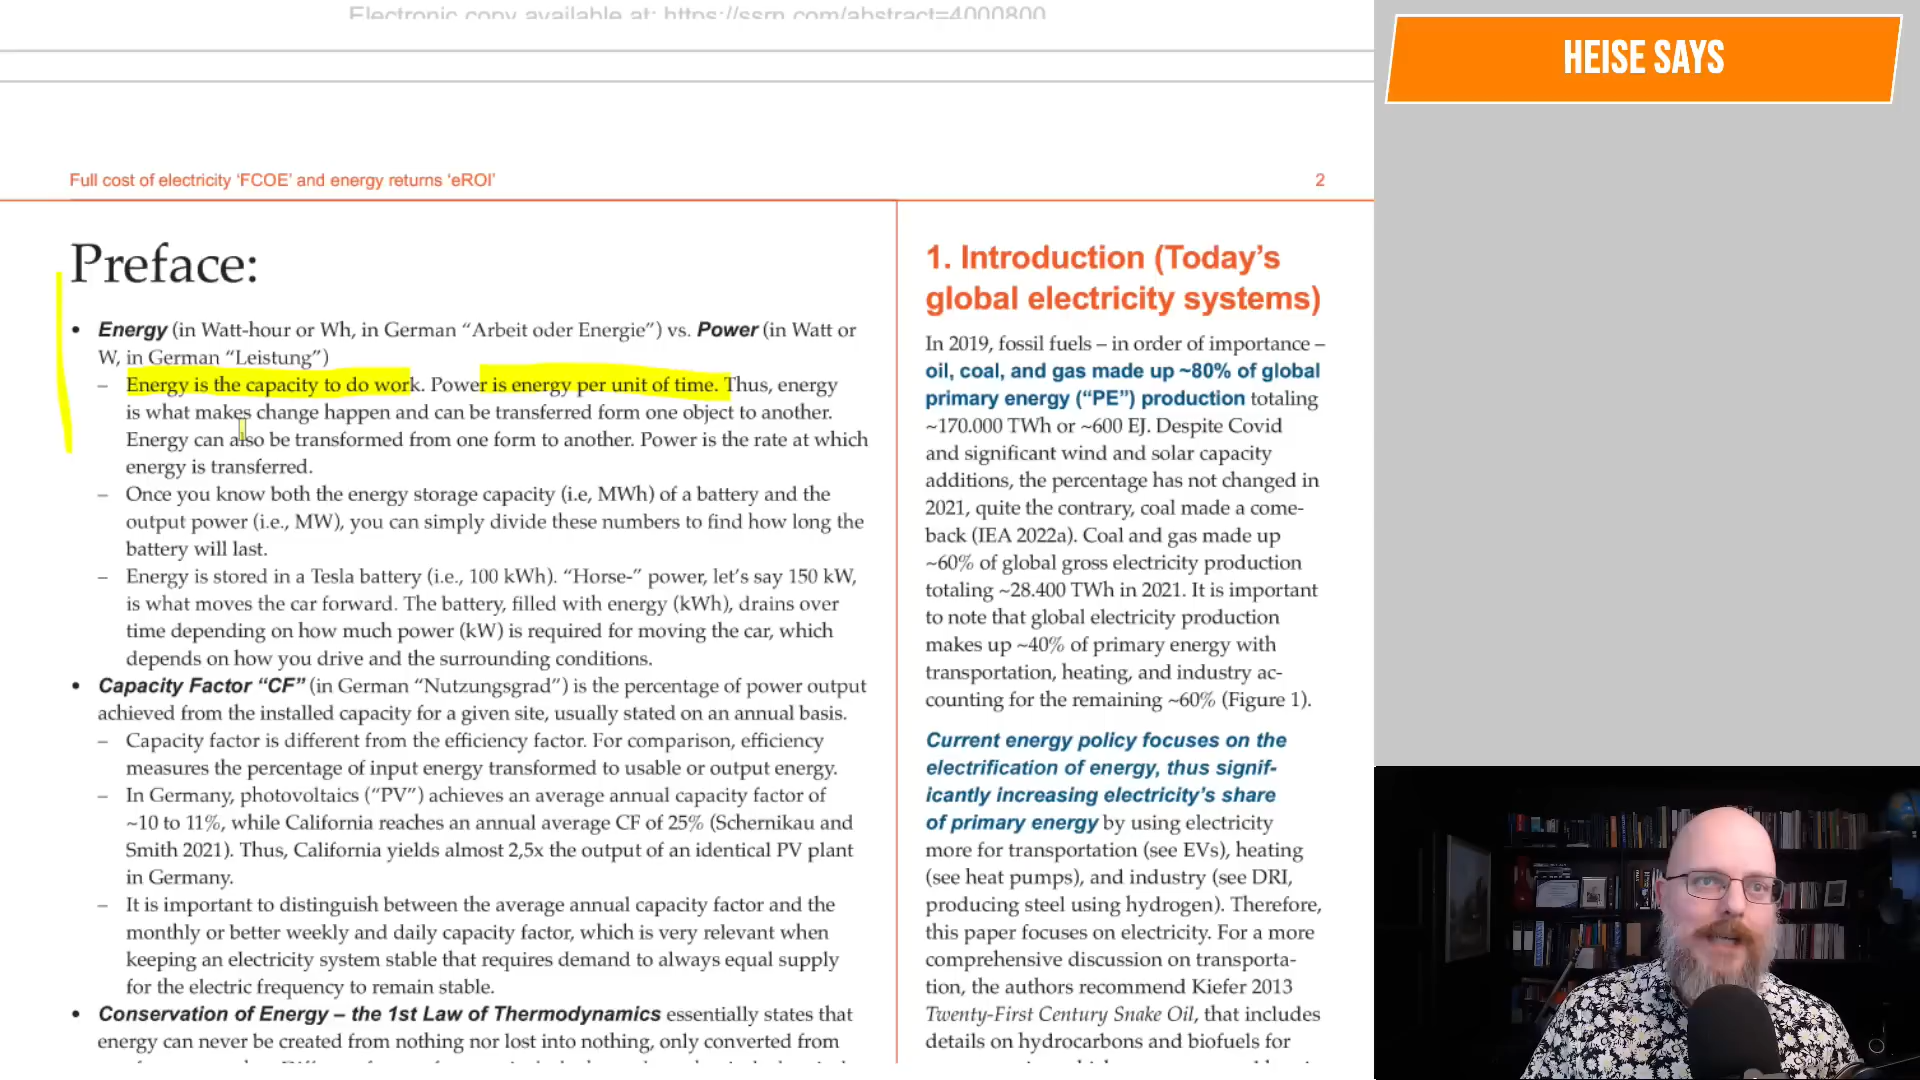 Electronic copy available at: https://ssrn.com/abstract=4000800
HEISE SAYS
Full cost of electricity ‘FCOE’ and energy returns ‘eROI’
2
Preface:
• Energy (in Watt-hour or Wh, in German “Arbeit oder Energie”) vs. Power (in Watt or
W, in German “Leistung”)
– Energy is the capacity to do work. Power is energy per unit of time. Thus, energy
is what makes change happen and can be transferred form one object to another.
Energy can also be transformed from one form to another. Power is the rate at which
energy is transferred.
– Once you know both the energy storage capacity (i.e, MWh) of a battery and the
output power (i.e., MW), you can simply divide these numbers to find how long the
battery will last.
– Energy is stored in a Tesla battery (i.e., 100 kWh). “Horse-” power, let’s say 150 kW,
is what moves the car forward. The battery, filled with energy (kWh), drains over
time depending on how much power (kW) is required for moving the car, which
depends on how you drive and the surrounding conditions.
• Capacity Factor “CF” (in German “Nutzungsgrad”) is the percentage of power output
achieved from the installed capacity for a given site, usually stated on an annual basis.
– Capacity factor is different from the efficiency factor. For comparison, efficiency
measures the percentage of input energy transformed to usable or output energy.
– In Germany, photovoltaics (“PV”) achieves an average annual capacity factor of
~10 to 11%, while California reaches an annual average CF of 25% (Schernikau and
Smith 2021). Thus, California yields almost 2,5x the output of an identical PV plant
in Germany.
– It is important to distinguish between the average annual capacity factor and the
monthly or better weekly and daily capacity factor, which is very relevant when
keeping an electricity system stable that requires demand to always equal supply
for the electric frequency to remain stable.
• Conservation of Energy – the 1st Law of Thermodynamics essentially states that
energy can never be created from nothing nor lost into nothing, only converted from
1. Introduction (Today’s
global electricity systems)
In 2019, fossil fuels – in order of importance –
oil, coal, and gas made up ~80% of global
primary energy (“PE”) production totaling
~170.000 TWh or ~600 EJ. Despite Covid
and significant wind and solar capacity
additions, the percentage has not changed in
2021, quite the contrary, coal made a come-
back (IEA 2022a). Coal and gas made up
~60% of global gross electricity production
totaling ~28.400 TWh in 2021. It is important
to note that global electricity production
makes up ~40% of primary energy with
transportation, heating, and industry ac-
counting for the remaining ~60% (Figure 1).
Current energy policy focuses on the
electrification of energy, thus signif-
icantly increasing electricity’s share
of primary energy by using electricity
more for transportation (see EVs), heating
(see heat pumps), and industry (see DRI,
producing steel using hydrogen). Therefore,
this paper focuses on electricity. For a more
comprehensive discussion on transporta-
tion, the authors recommend Kiefer 2013
Twenty-First Century Snake Oil, that includes
details on hydrocarbons and biofuels for